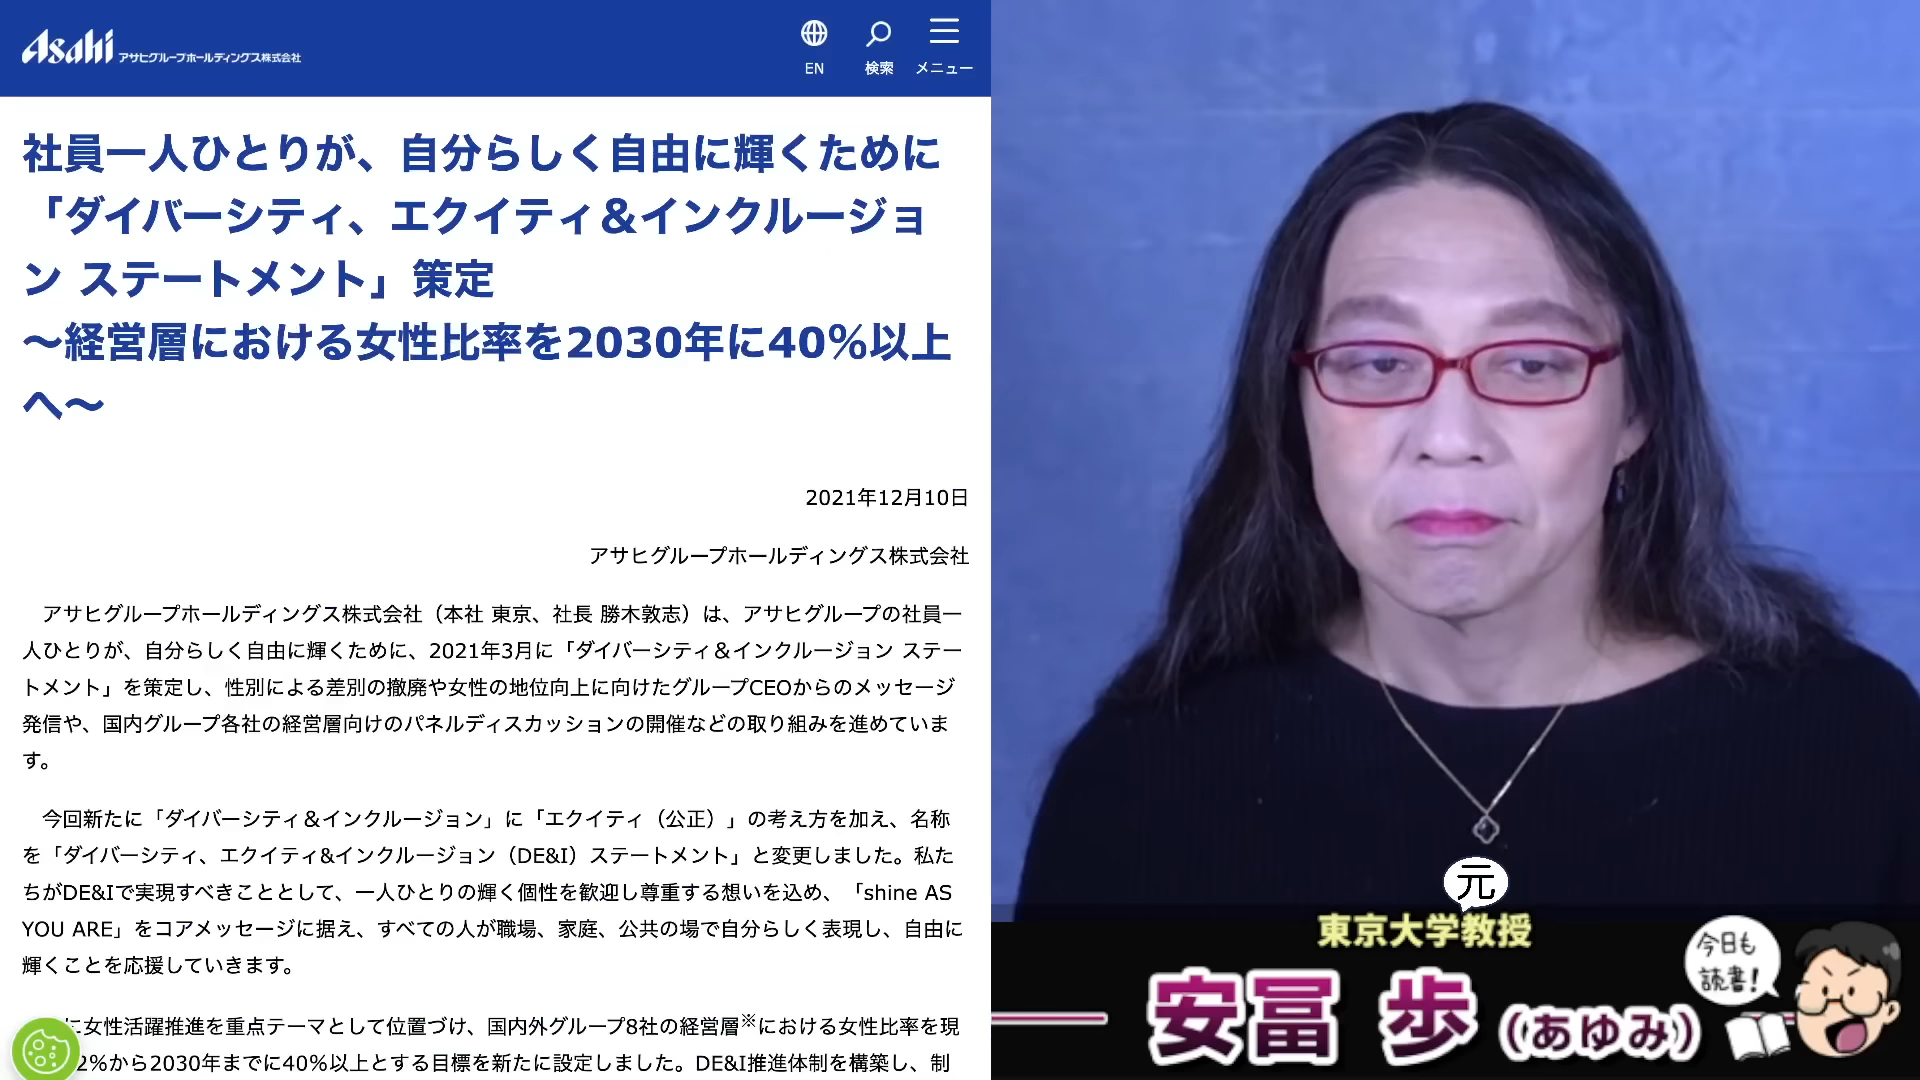 Asahi アサヒグループホールディングス株式会社
EN 検索 メニュー
社員一人ひとりが、自分らしく自由に輝くために
「ダイバーシティ、エクイティ＆インクルージョ
ン ステートメント」策定
～経営層における女性比率を2030年に40％以上
へ～
2021年12月10日
アサヒグループホールディングス株式会社
アサヒグループホールディングス株式会社（本社 東京、社長 勝木敦志）は、アサヒグループの社員一
人ひとりが、自分らしく自由に輝くために、2021年3月に「ダイバーシティ＆インクルージョン ステー
トメント」を策定し、性別による差別の撤廃や女性の地位向上に向けたグループCEOからのメッセージ
発信や、国内グループ各社の経営層向けのパネルディスカッションの開催などの取り組みを進めていま
す。
今回新たに「ダイバーシティ＆インクルージョン」に「エクイティ（公正）」の考え方を加え、名称
を「ダイバーシティ、エクイティ&インクルージョン（DE&I）ステートメント」と変更しました。私た
ちがDE&Iで実現すべきこととして、一人ひとりの輝く個性を歓迎し尊重する想いを込め、「shine AS
YOU ARE」をコアメッセージに据え、すべての人が職場、家庭、公共の場で自分らしく表現し、自由に
輝くことを応援していきます。
に女性活躍推進を重点テーマとして位置づけ、国内外グループ8社の経営層※における女性比率を現
2%から2030年までに40%以上とする目標を新たに設定しました。DE&I推進体制を構築し、制
元
東京大学教授
安冨 歩（あゆみ）
今日も
読書！